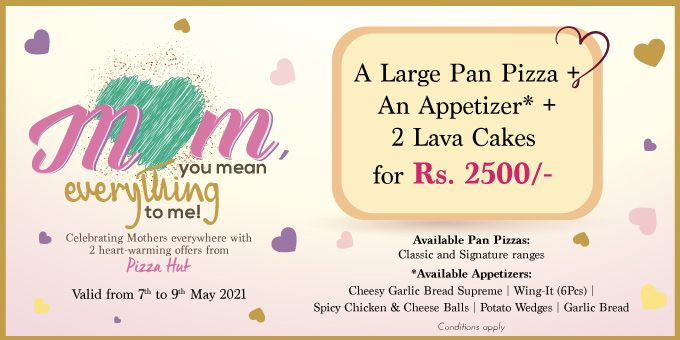 Mom,
you mean
everything
to me!
Celebrating Mothers everywhere with
2 heart-warming offers from
Pizza Hut
Valid from 7th to 9th May 2021
A Large Pan Pizza +
An Appetizer* +
2 Lava Cakes
for Rs. 2500/-
Available Pan Pizzas:
Classic and Signature ranges
*Available Appetizers:
Cheesy Garlic Bread Supreme | Wing-It (6Pcs) |
Spicy Chicken & Cheese Balls | Potato Wedges | Garlic Bread
Conditions apply